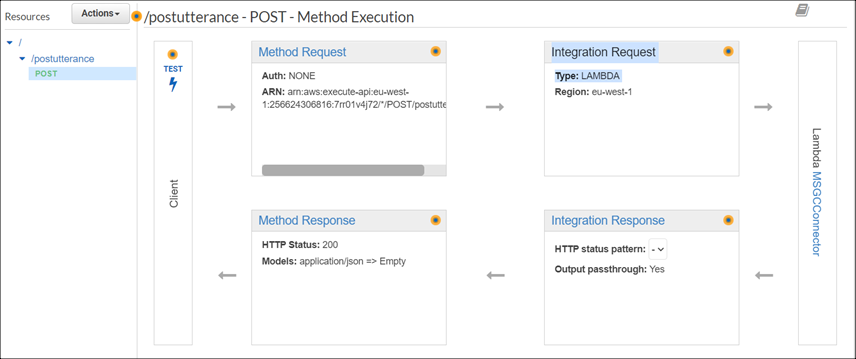 Resources
Actions
/postutterance - POST - Method Execution
/
/postutterance
POST
TEST
Client
Method Request
Auth: NONE
ARN: arn:aws:execute-api:eu-west-
1:256624306816:7rr01v4j72/*/POST/postutte
Integration Request
Type: LAMBDA
Region: eu-west-1
Lambda MSGCConnector
Method Response
HTTP Status: 200
Models: application/json => Empty
Integration Response
HTTP status pattern: -
Output passthrough: Yes